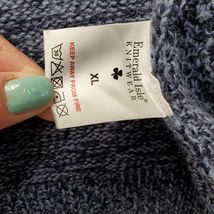 Emerald Isle
KNITWEAR
®
XL
KEEP AWAY FROM FIRE